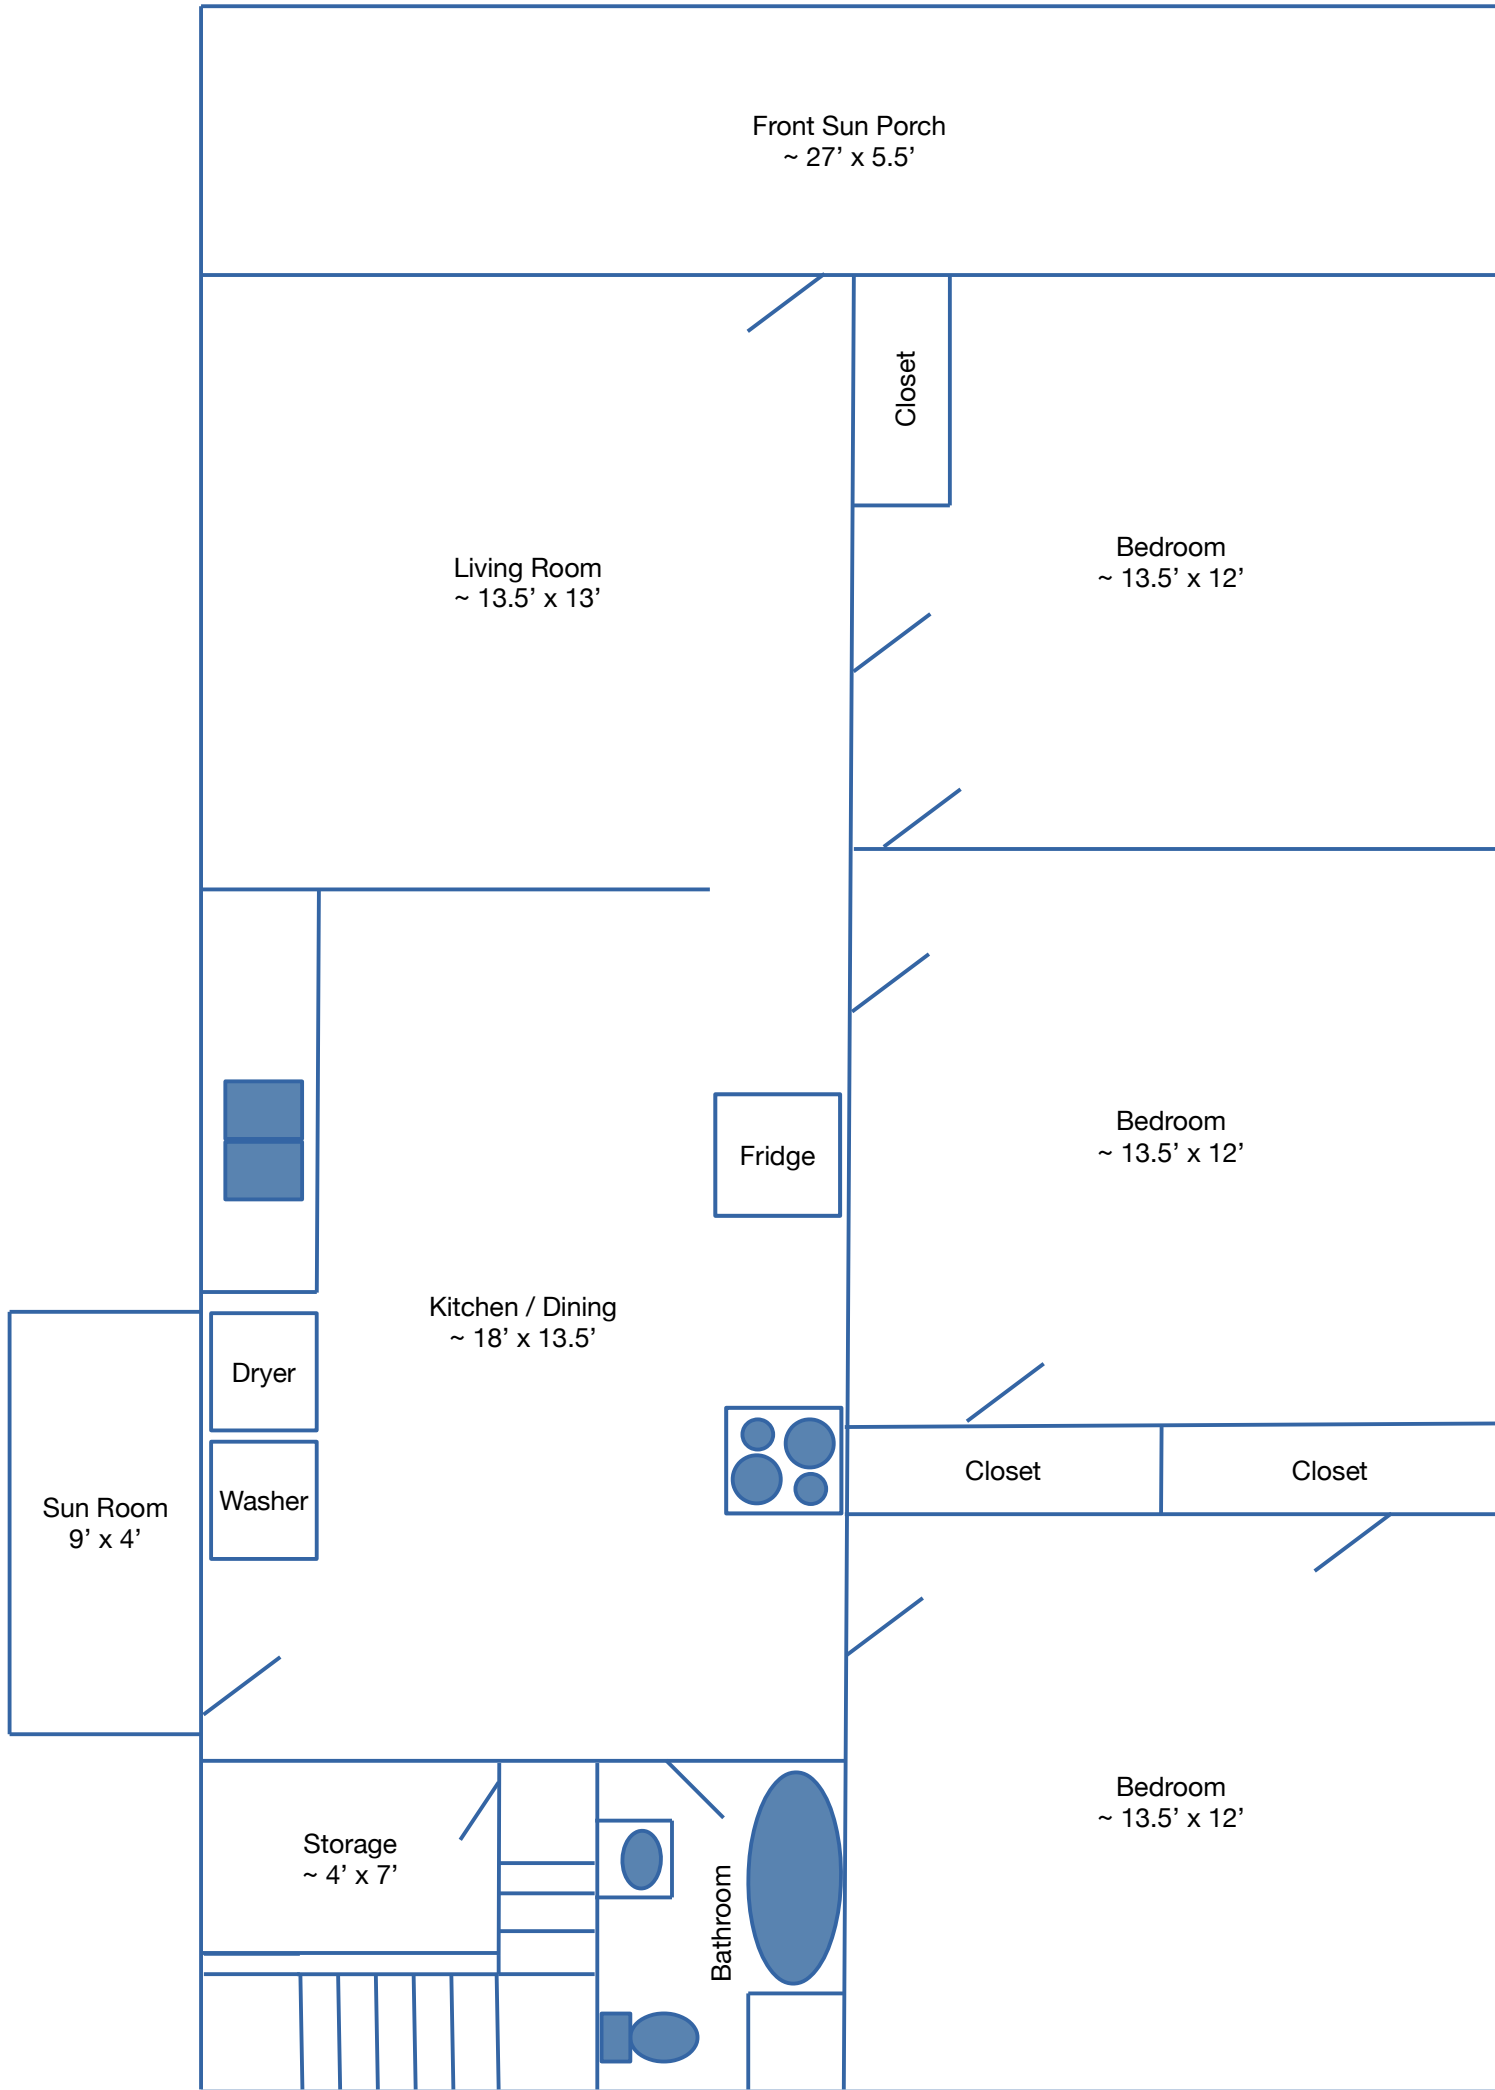 Front Sun Porch
~ 27’ x 5.5’
Closet
Living Room
~ 13.5’ x 13’
Bedroom
~ 13.5’ x 12’
Fridge
Bedroom
~ 13.5’ x 12’
Kitchen / Dining
~ 18’ x 13.5’
Dryer
Washer
Sun Room
9’ x 4’
Closet
Closet
Bedroom
~ 13.5’ x 12’
Storage
~ 4’ x 7’
Bathroom